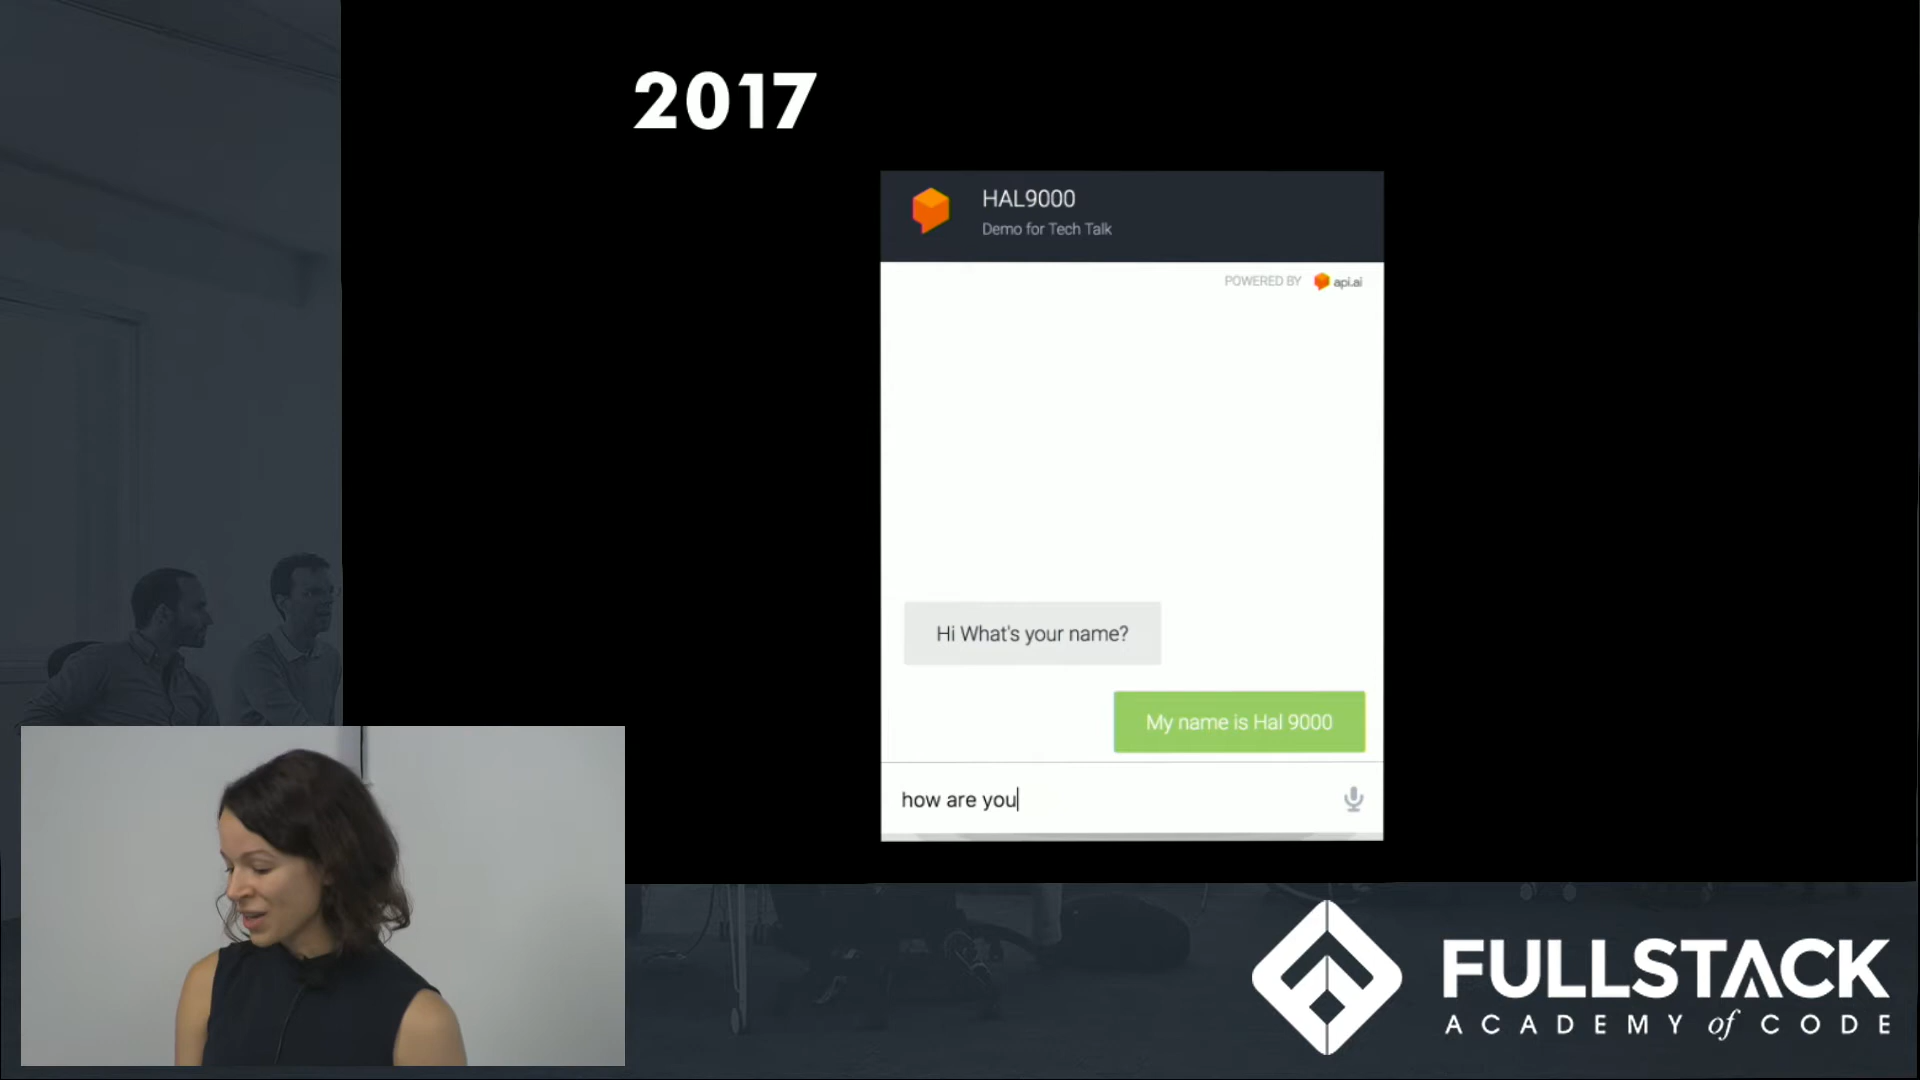 2017
HAL9000
Demo for Tech Talk
POWERED BY api.ai
Hi What's your name?
My name is Hal 9000
how are you
FULLSTACK
ACADEMY of CODE